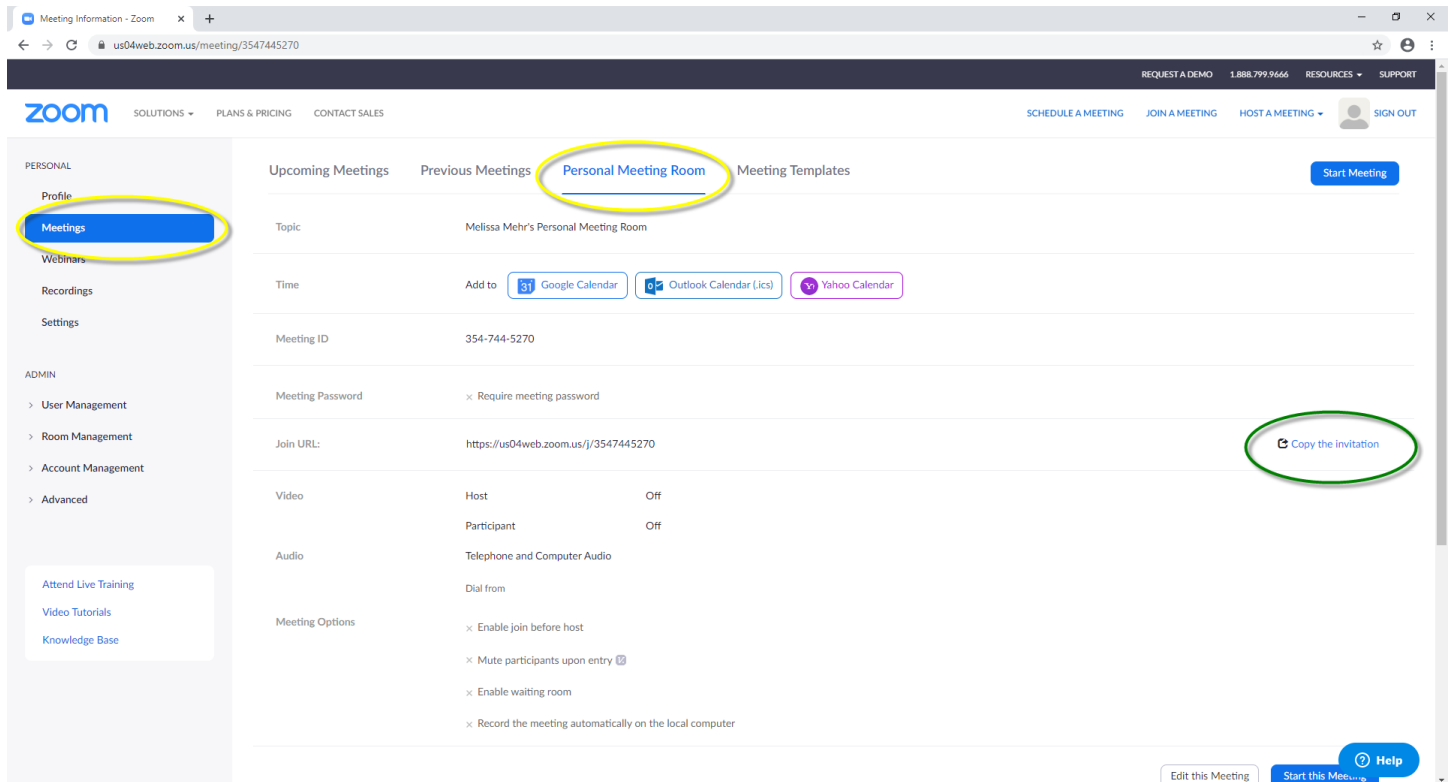 Meeting Information - Zoom
us04web.zoom.us/meeting/3547445270
REQUEST A DEMO 1.888.799.9666 RESOURCES SUPPORT
zoom SOLUTIONS PLANS & PRICING CONTACT SALES SCHEDULE A MEETING JOIN A MEETING HOST A MEETING SIGN OUT
PERSONAL
Profile
Meetings
Webinars
Recordings
Settings
ADMIN
User Management
Room Management
Account Management
Advanced
Attend Live Training
Video Tutorials
Knowledge Base
Upcoming Meetings Previous Meetings Personal Meeting Room Meeting Templates
Start Meeting
Topic Melissa Mehr's Personal Meeting Room
Time Add to 31 Google Calendar Outlook Calendar (.ics) Yahoo Calendar
Meeting ID 354-744-5270
Meeting Password × Require meeting password
Join URL: https://us04web.zoom.us/j/3547445270 Copy the invitation
Video Host Off
Participant Off
Audio Telephone and Computer Audio
Dial from
Meeting Options × Enable join before host
× Mute participants upon entry
× Enable waiting room
× Record the meeting automatically on the local computer
Edit this Meeting Start this Meeting
Help